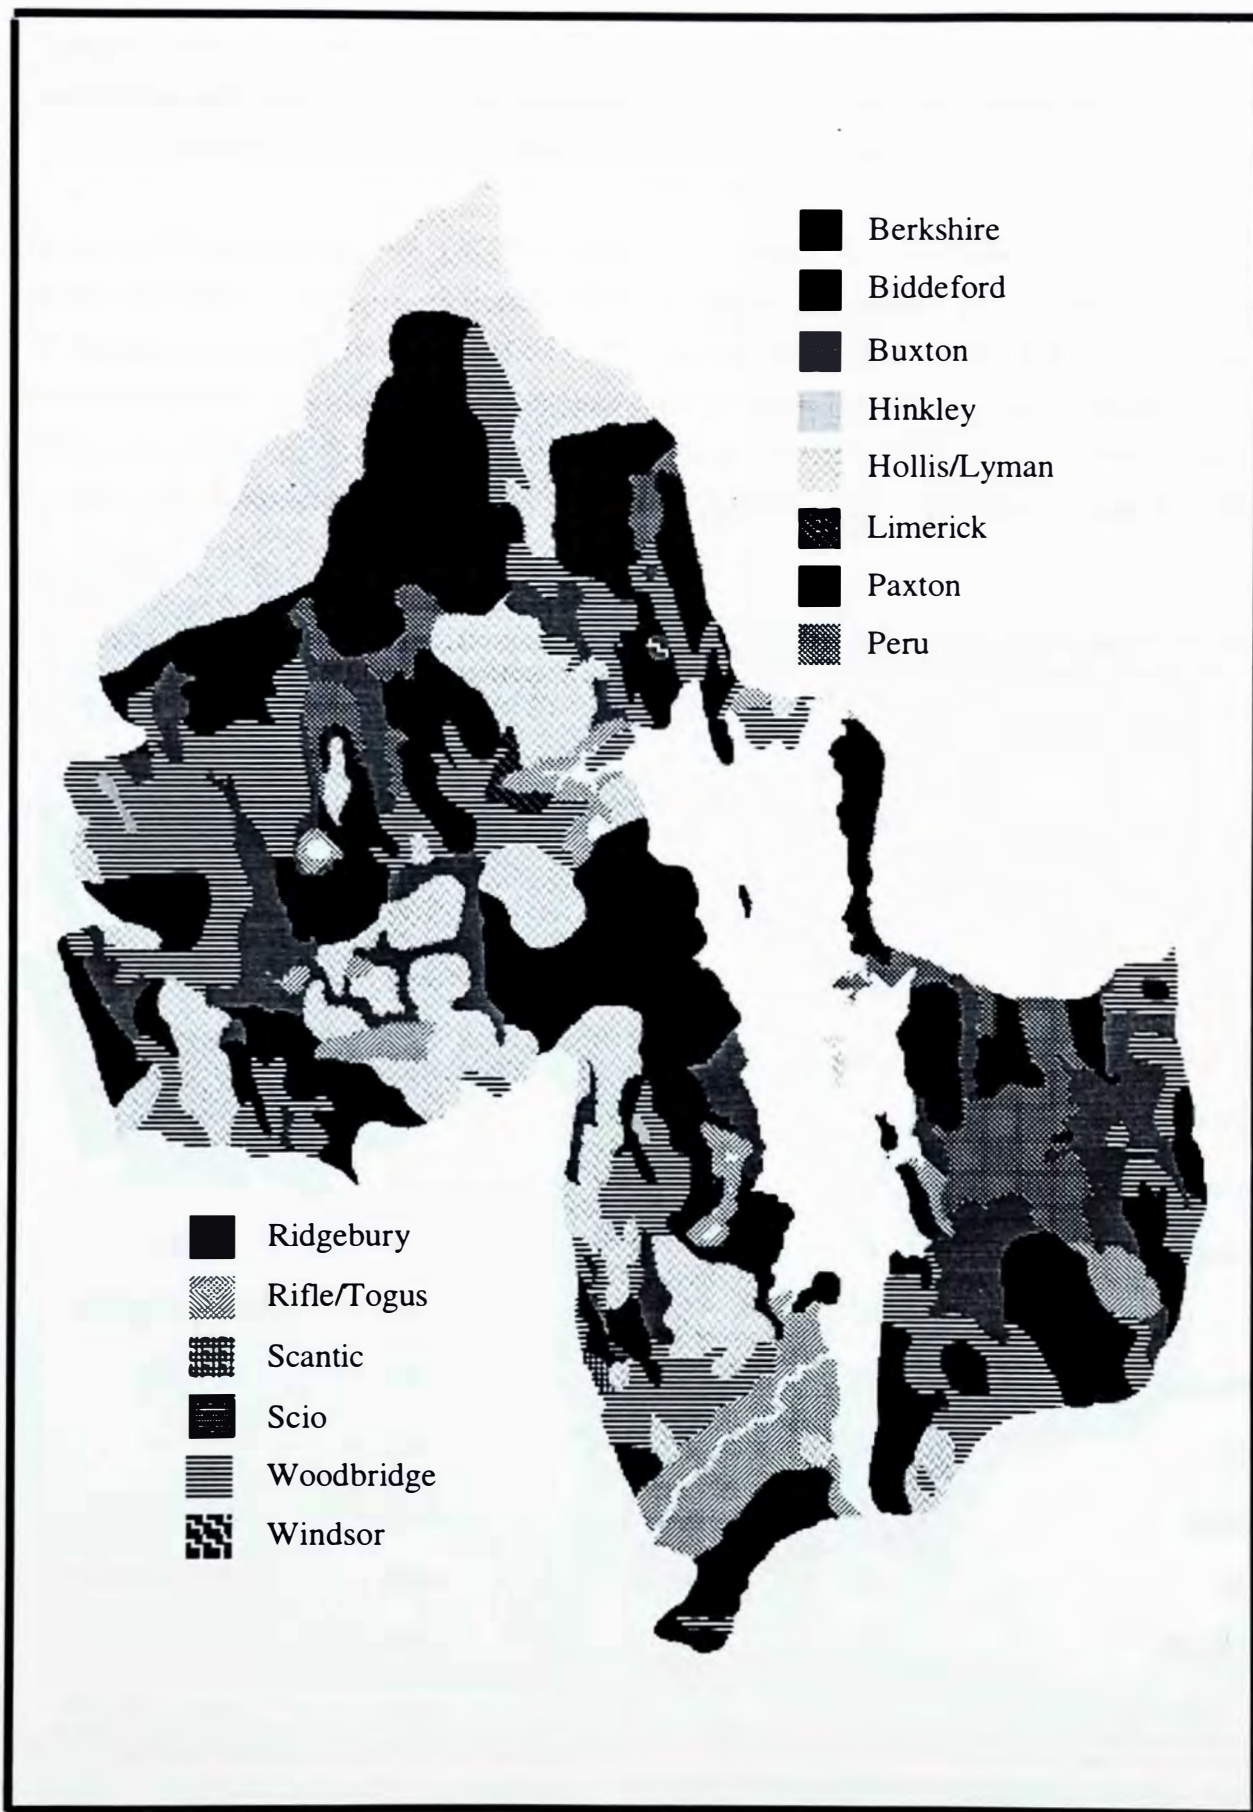 Berkshire
Biddeford
Buxton
Hinkley
Hollis/Lyman
Limerick
Paxton
Peru
Ridgebury
Rifle/Togus
Scantic
Scio
Woodbridge
Windsor